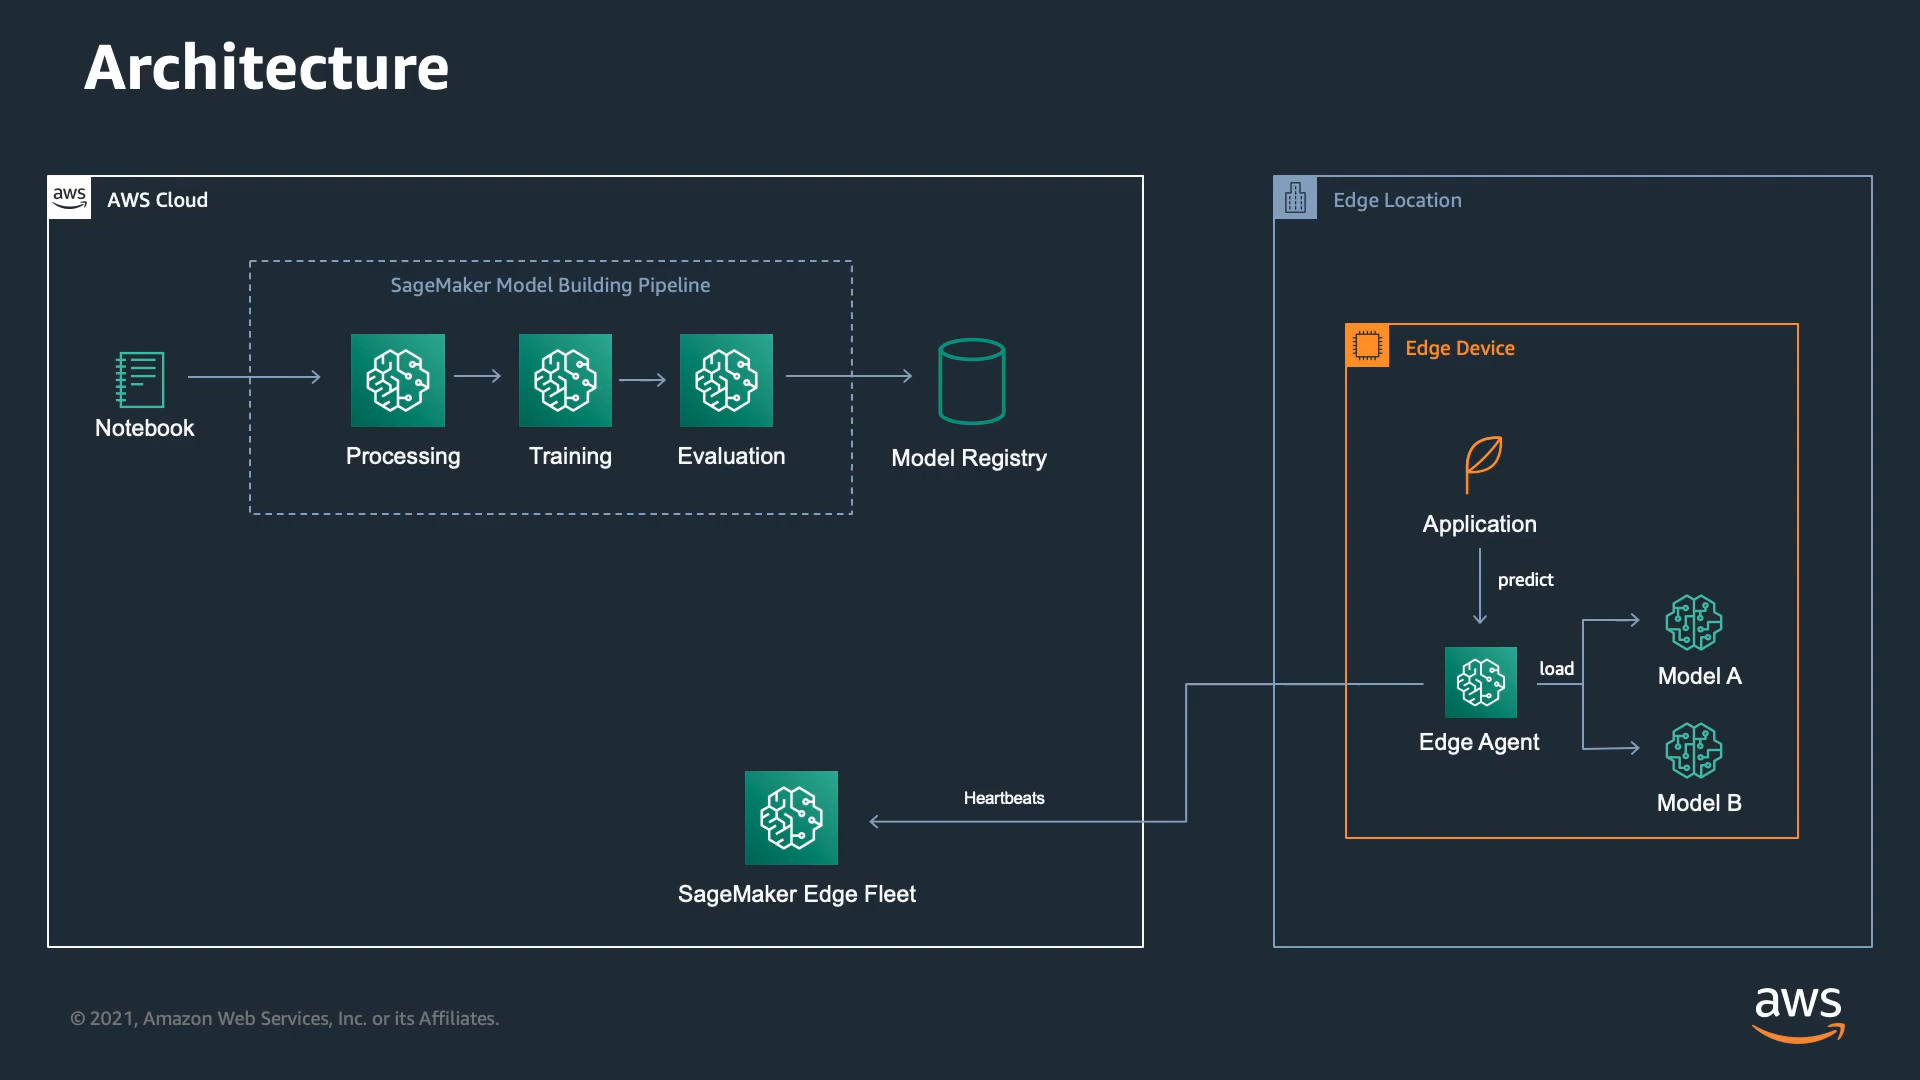 Architecture
aws
AWS Cloud
Edge Location
SageMaker Model Building Pipeline
Edge Device
Notebook
Processing
Training
Evaluation
Model Registry
Application
predict
load
Model A
Edge Agent
Model B
Heartbeats
SageMaker Edge Fleet
© 2021, Amazon Web Services, Inc. or its Affiliates.
aws